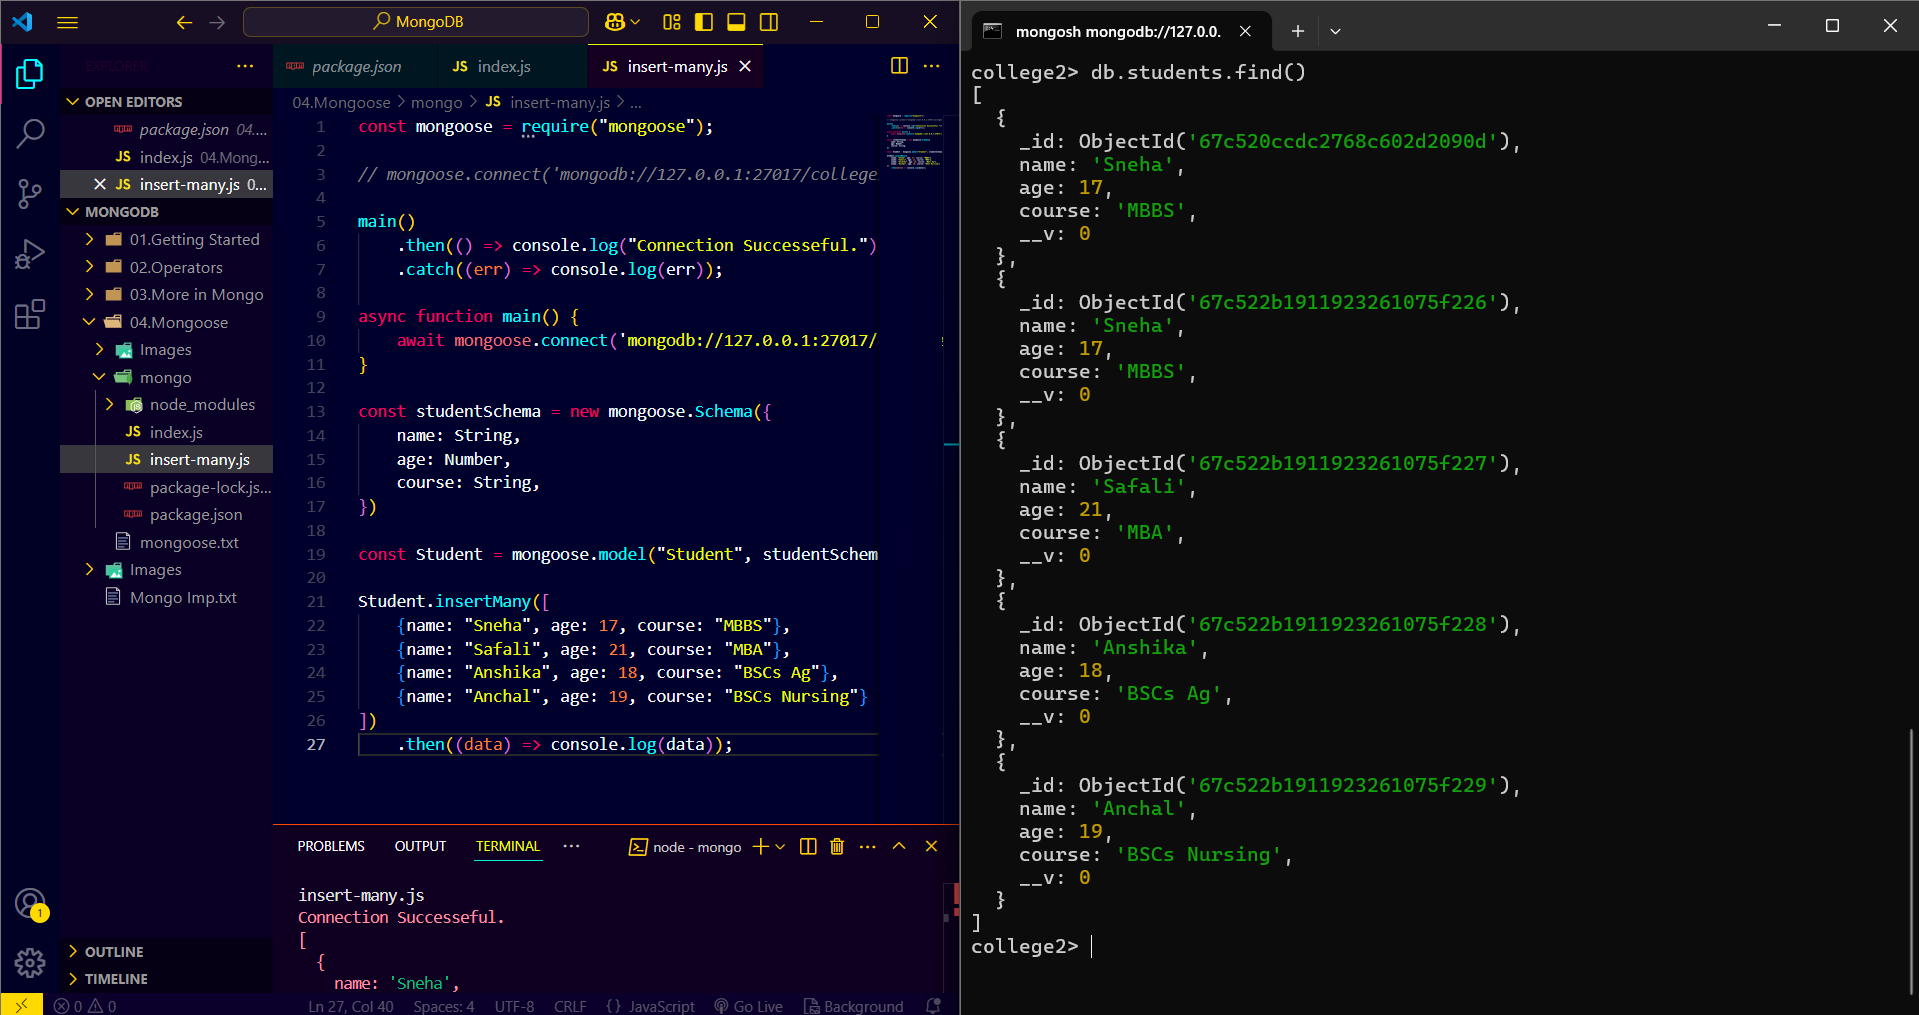 MongoDB
EXPLORER
OPEN EDITORS
package.json 04....
JS index.js 04.Mong...
JS insert-many.js 0...
MONGODB
01.Getting Started
02.Operators
03.More in Mongo
04.Mongoose
Images
mongo
node_modules
JS index.js
JS insert-many.js
package-lock.js...
package.json
mongoose.txt
Images
Mongo Imp.txt
OUTLINE
TIMELINE
1
package.json
JS index.js
JS insert-many.js
04.Mongoose > mongo > JS insert-many.js > ...
1 const mongoose = require("mongoose");
2
3 // mongoose.connect('mongodb://127.0.0.1:27017/college
4
5 main()
6 .then(() => console.log("Connection Successeful.")
7 .catch((err) => console.log(err));
8
9 async function main() {
10 await mongoose.connect('mongodb://127.0.0.1:27017/
11 }
12
13 const studentSchema = new mongoose.Schema({
14 name: String,
15 age: Number,
16 course: String,
17 })
18
19 const Student = mongoose.model("Student", studentSchem
20
21 Student.insertMany([
22 {name: "Sneha", age: 17, course: "MBBS"},
23 {name: "Safali", age: 21, course: "MBA"},
24 {name: "Anshika", age: 18, course: "BSCs Ag"},
25 {name: "Anchal", age: 19, course: "BSCs Nursing"}
26 ])
27 .then((data) => console.log(data));
PROBLEMS OUTPUT TERMINAL ... node - mongo
insert-many.js
Connection Successeful.
[
{
name: 'Sneha',
0 0 Ln 27, Col 40 Spaces: 4 UTF-8 CRLF {} JavaScript Go Live Background
mongosh mongodb://127.0.0.
college2> db.students.find()
[
{
_id: ObjectId('67c520ccdc2768c602d2090d'),
name: 'Sneha',
age: 17,
course: 'MBBS',
__v: 0
},
{
_id: ObjectId('67c522b1911923261075f226'),
name: 'Sneha',
age: 17,
course: 'MBBS',
__v: 0
},
{
_id: ObjectId('67c522b1911923261075f227'),
name: 'Safali',
age: 21,
course: 'MBA',
__v: 0
},
{
_id: ObjectId('67c522b1911923261075f228'),
name: 'Anshika',
age: 18,
course: 'BSCs Ag',
__v: 0
},
{
_id: ObjectId('67c522b1911923261075f229'),
name: 'Anchal',
age: 19,
course: 'BSCs Nursing',
__v: 0
}
]
college2>